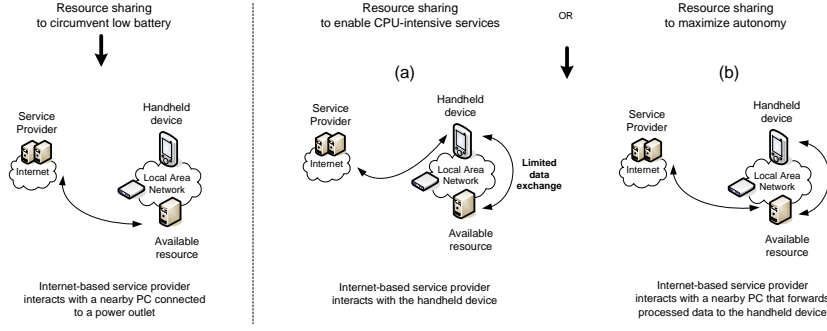 Resource sharing
to circumvent low battery
Service
Provider
Internet
Handheld
device
Local Area
Network
Available
resource
Internet-based service provider
interacts with a nearby PC connected
to a power outlet
Resource sharing
to enable CPU-intensive services
(a)
Service
Provider
Internet
Handheld
device
Local Area
Network
Limited
data
exchange
Available
resource
Internet-based service provider
interacts with the handheld device
OR
Resource sharing
to maximize autonomy
(b)
Service
Provider
Internet
Handheld
device
Local Area
Network
Available
resource
Internet-based service provider
interacts with a nearby PC that forwards
processed data to the handheld device